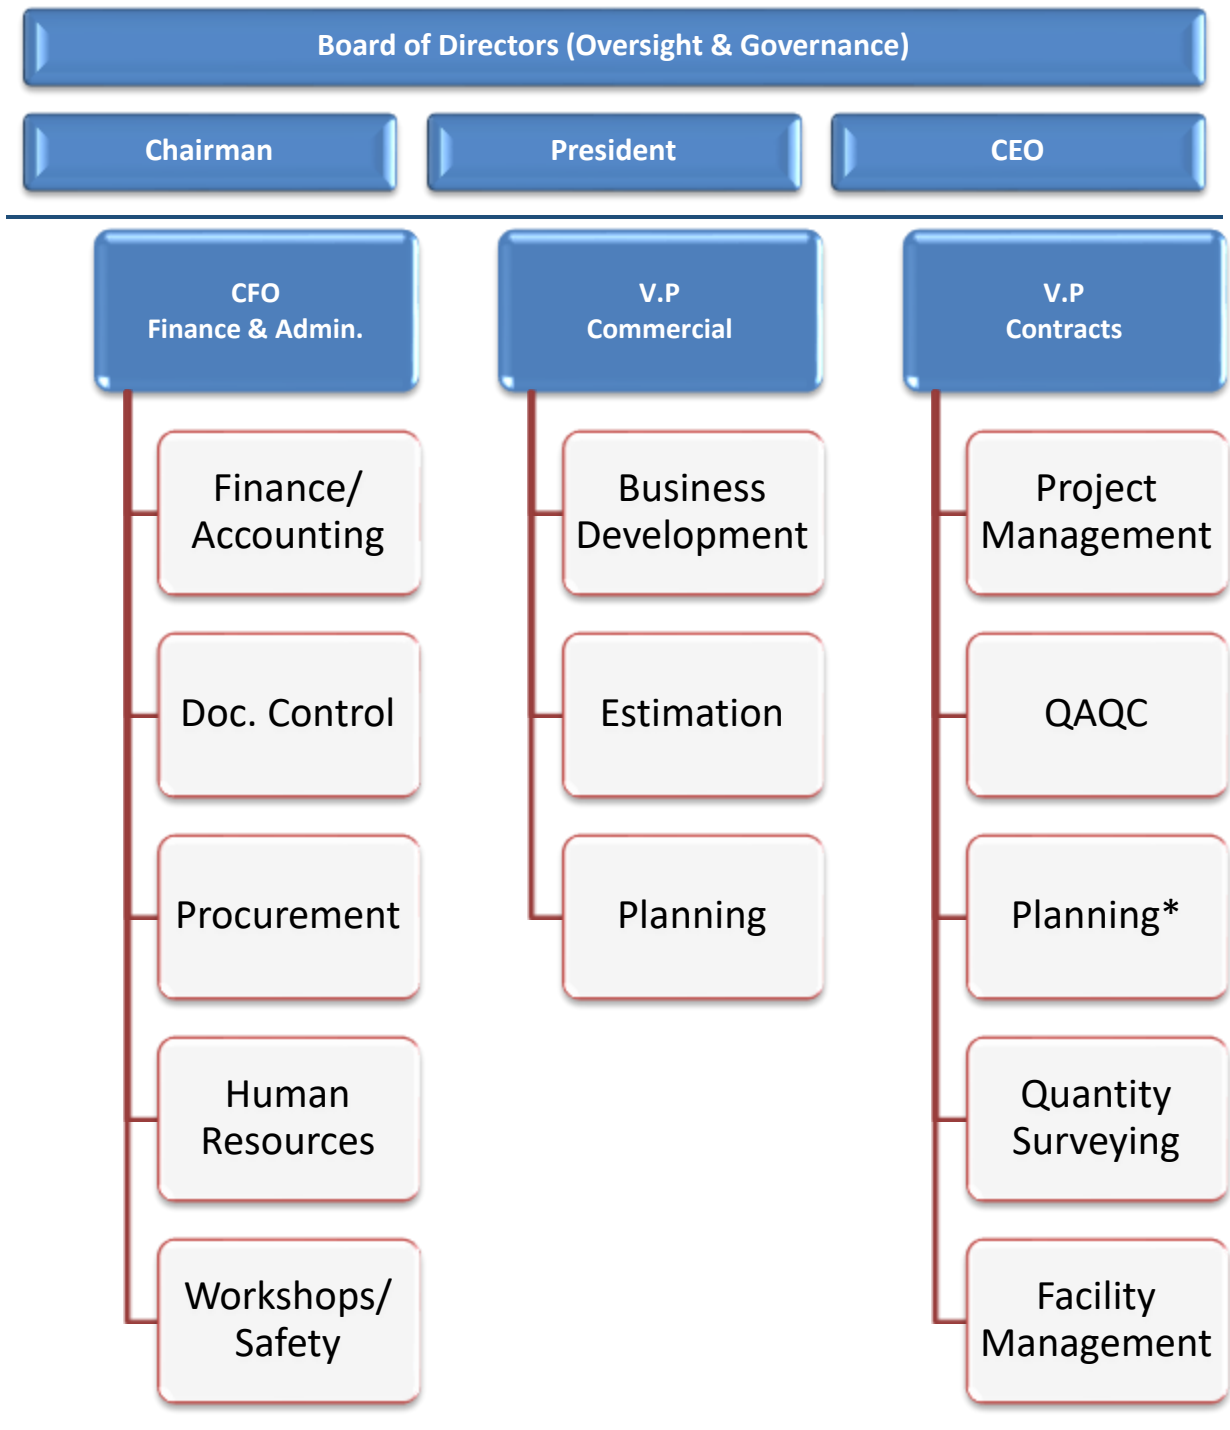 Board of Directors (Oversight & Governance)
Chairman
President
CEO
CFO
Finance & Admin.
Finance/
Accounting
Doc. Control
Procurement
Human
Resources
Workshops/
Safety
V.P
Commercial
Business
Development
Estimation
Planning
V.P
Contracts
Project
Management
QAQC
Planning*
Quantity
Surveying
Facility
Management